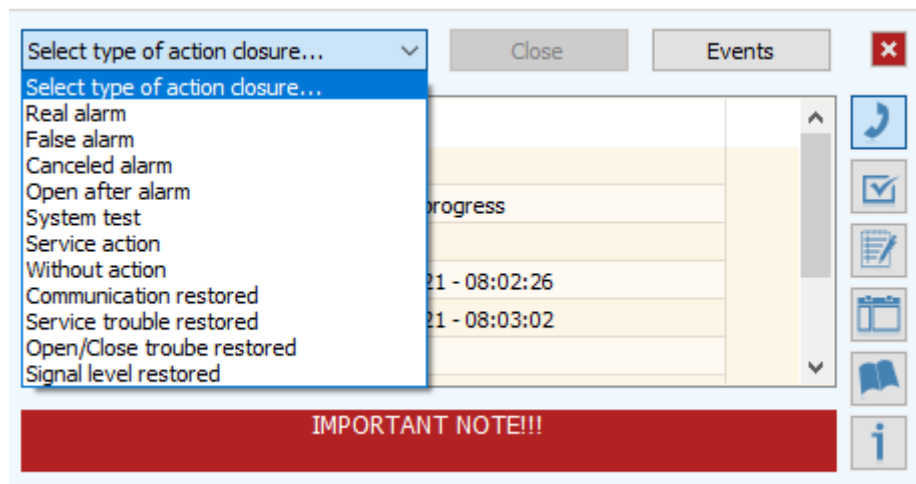 Select type of action closure...
Close
Events
Select type of action closure...
Real alarm
False alarm
Canceled alarm
Open after alarm
System test
Service action
Without action
Communication restored
Service trouble restored
Open/Close troube restored
Signal level restored
progress
21 - 08:02:26
21 - 08:03:02
IMPORTANT NOTE!!!